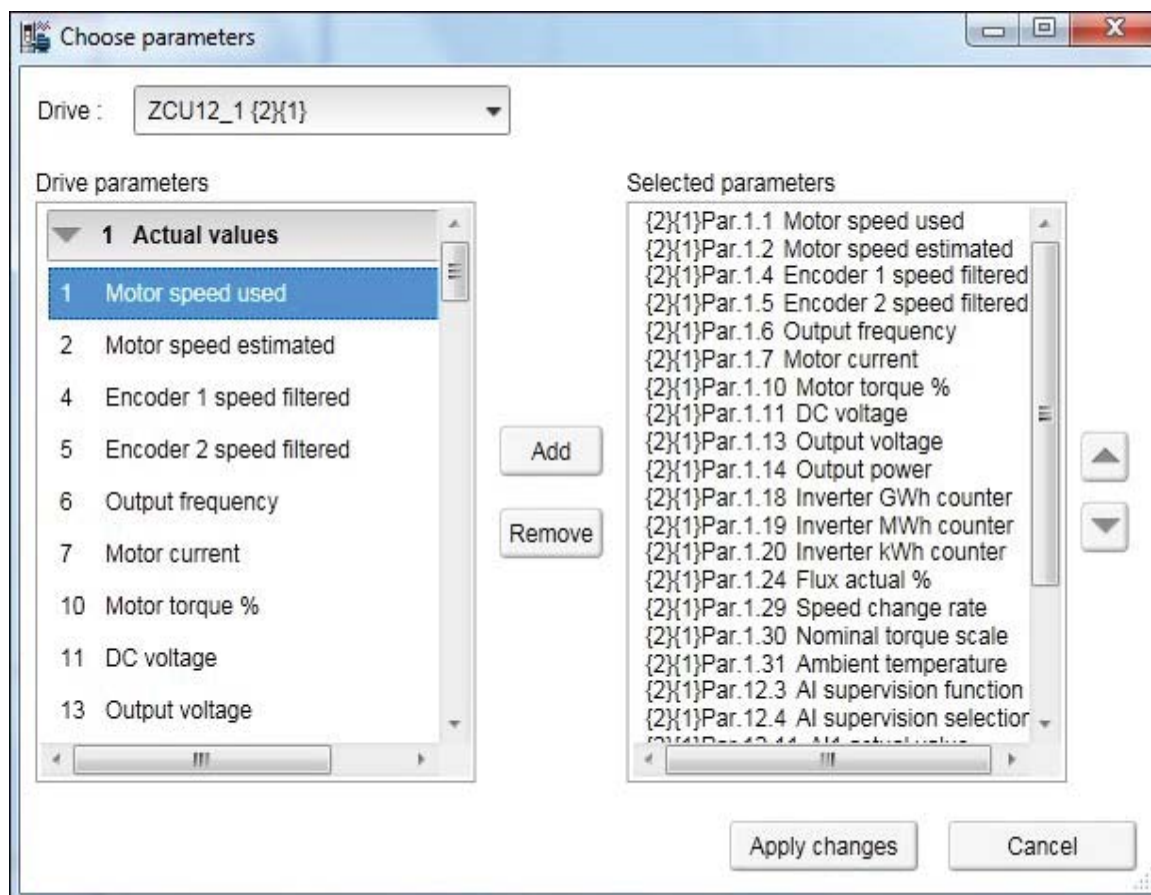 Choose parameters
Drive : ZCU12_1 {2}{1}
Drive parameters
1 Actual values
1 Motor speed used
2 Motor speed estimated
4 Encoder 1 speed filtered
5 Encoder 2 speed filtered
6 Output frequency
7 Motor current
10 Motor torque %
11 DC voltage
13 Output voltage
Add
Remove
Selected parameters
{2}{1}Par.1.1 Motor speed used
{2}{1}Par.1.2 Motor speed estimated
{2}{1}Par.1.4 Encoder 1 speed filtered
{2}{1}Par.1.5 Encoder 2 speed filtered
{2}{1}Par.1.6 Output frequency
{2}{1}Par.1.7 Motor current
{2}{1}Par.1.10 Motor torque %
{2}{1}Par.1.11 DC voltage
{2}{1}Par.1.13 Output voltage
{2}{1}Par.1.14 Output power
{2}{1}Par.1.18 Inverter GWh counter
{2}{1}Par.1.19 Inverter MWh counter
{2}{1}Par.1.20 Inverter kWh counter
{2}{1}Par.1.24 Flux actual %
{2}{1}Par.1.29 Speed change rate
{2}{1}Par.1.30 Nominal torque scale
{2}{1}Par.1.31 Ambient temperature
{2}{1}Par.12.3 AI supervision function
{2}{1}Par.12.4 AI supervision selection
{2}{1}Par.12.11 AI1 actual value
Apply changes
Cancel